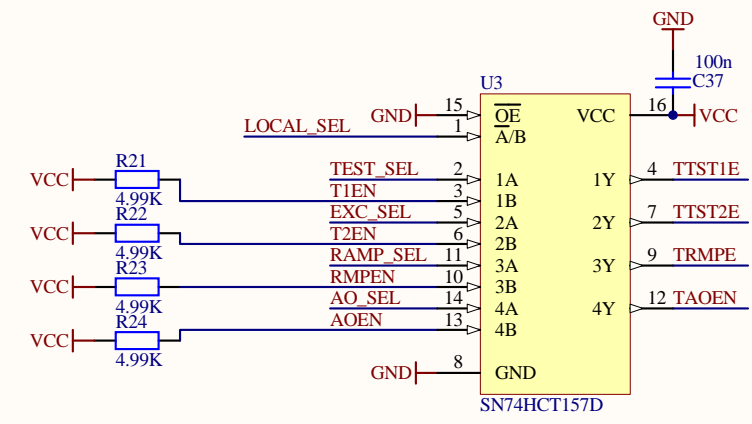 GND
100n
C37
U3
GND 15 OE VCC 16 VCC
LOCAL_SEL 1 A/B
R21
VCC
4.99K
TEST_SEL 2 1A 1Y 4 TTST1E
T1EN 3 1B
R22
VCC
4.99K
EXC_SEL 5 2A 2Y 7 TTST2E
T2EN 6 2B
R23
VCC
4.99K
RAMP_SEL 11 3A 3Y 9 TRMPE
RMPEN 10 3B
R24
VCC
4.99K
AO_SEL 14 4A 4Y 12 TAOEN
AOEN 13 4B
GND 8 GND
SN74HCT157D